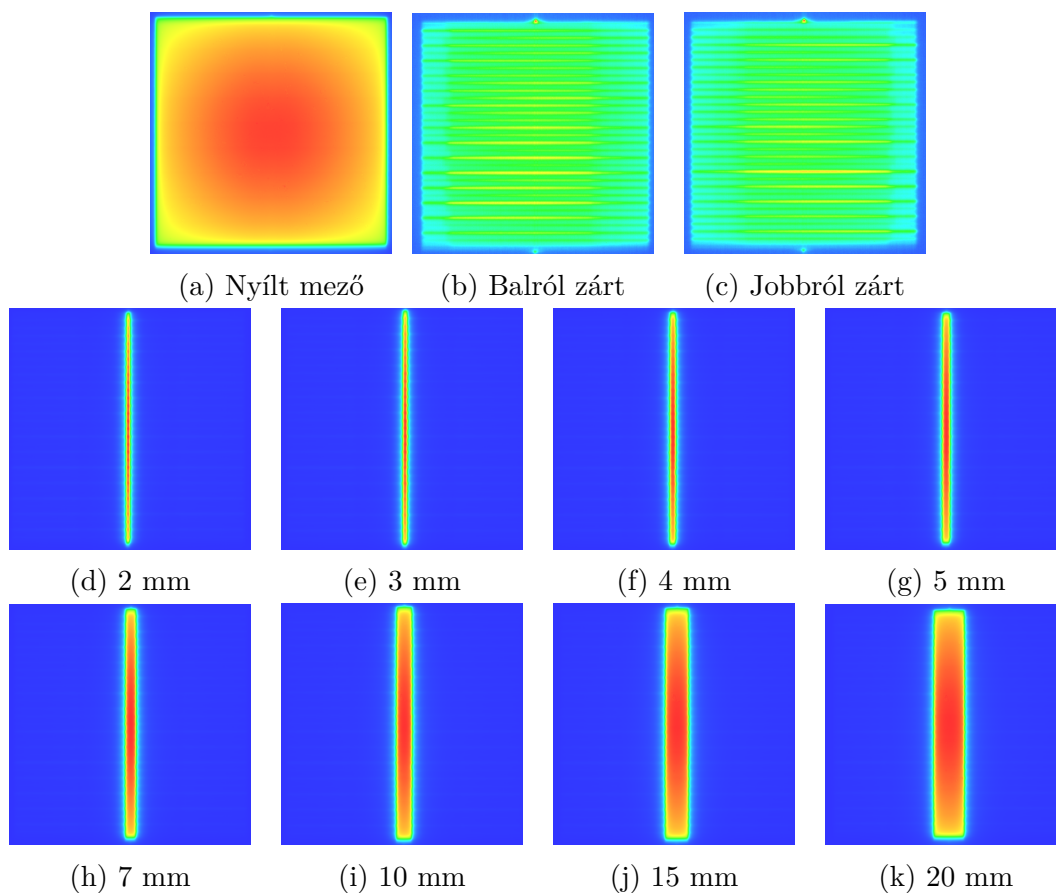 (a) Nyílt mező (b) Balról zárt (c) Jobbról zárt
(d) 2 mm (e) 3 mm (f) 4 mm (g) 5 mm
(h) 7 mm (i) 10 mm (j) 15 mm (k) 20 mm